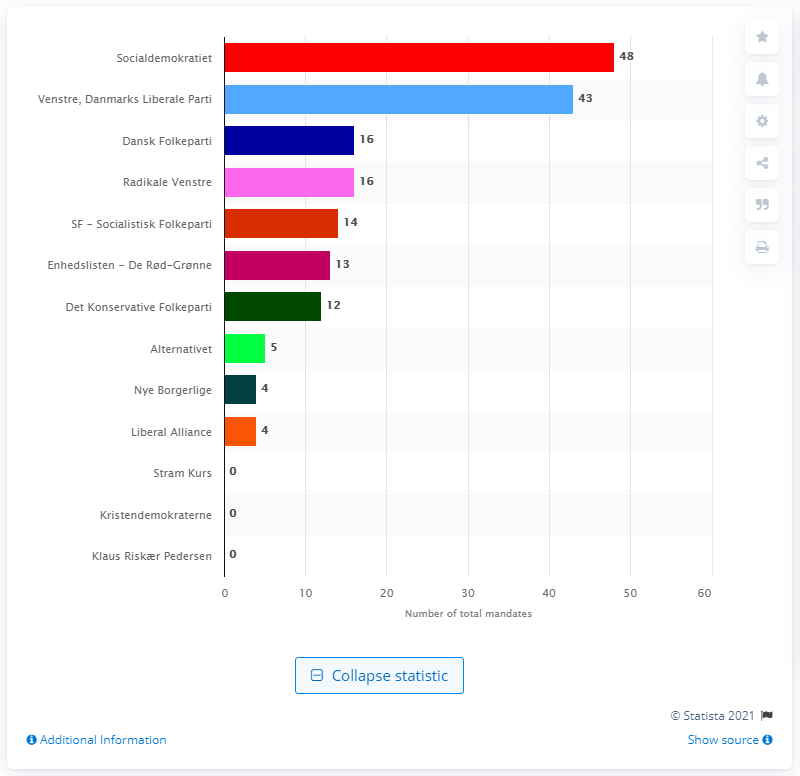 Socialdemokratiet 48
Venstre, Danmarks Liberale Parti 43
Dansk Folkeparti 16
Radikale Venstre 16
SF - Socialistisk Folkeparti 14
Enhedslisten - De Rød-Grønne 13
Det Konservative Folkeparti 12
Alternativet 5
Nye Borgerlige 4
Liberal Alliance 4
Stram Kurs 0
Kristendemokraterne 0
Klaus Riskær Pedersen 0
0 10 20 30 40 50 60
Number of total mandates
Collapse statistic
© Statista 2021
Additional Information
Show source